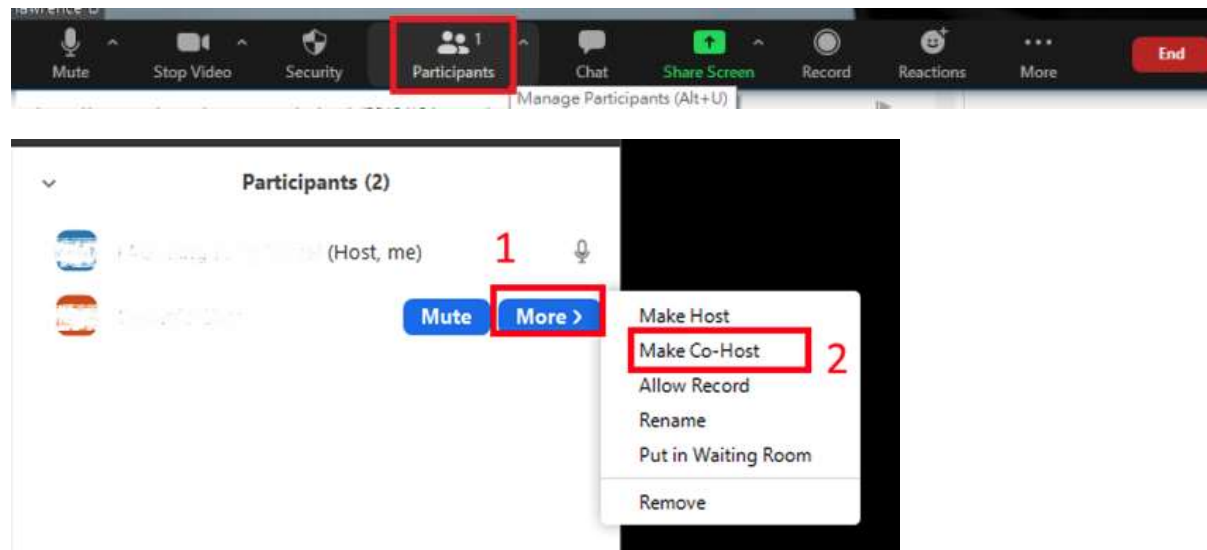 1
Mute Stop Video Security Participants Chat Share Screen Record Reactions More End
Manage Participants (Alt+U)
Participants (2)
(Host, me) 1
Mute More >
Make Host
Make Co-Host 2
Allow Record
Rename
Put in Waiting Room
Remove